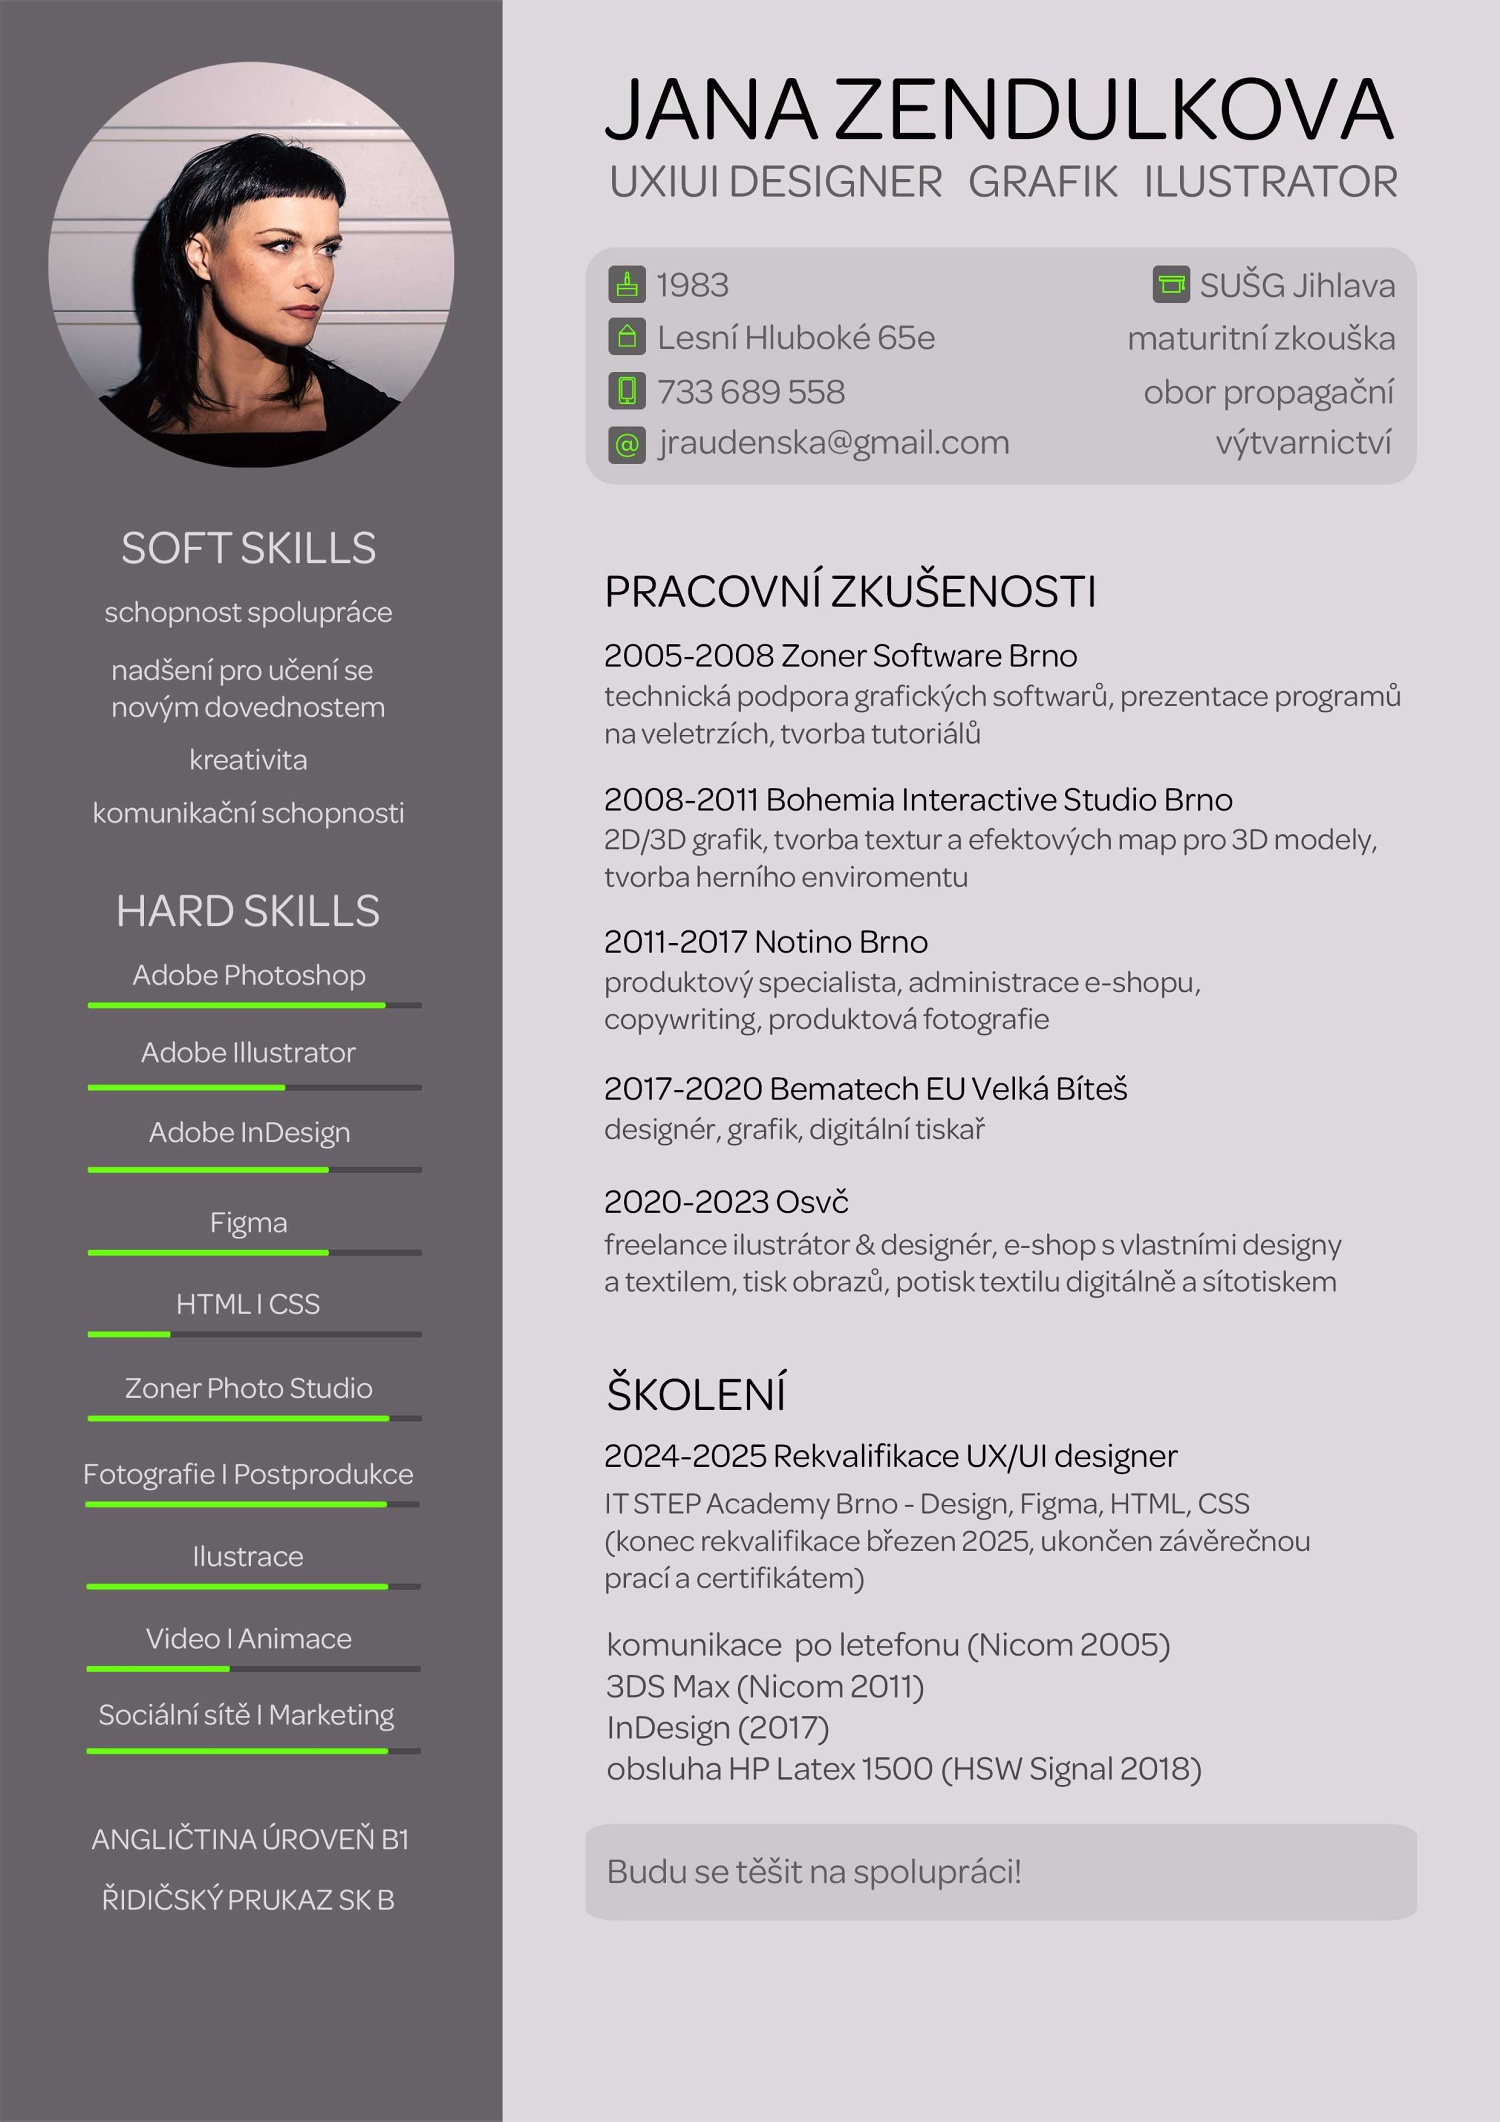 JANA ZENDULKOVA
UXIUI DESIGNER GRAFIK ILUSTRATOR
1983
Lesní Hluboké 65e
733 689 558
@ jraudenska@gmail.com
SUŠG Jihlava
maturitní zkouška
obor propagační
výtvarnictví
SOFT SKILLS
schopnost spolupráce
nadšení pro učení se
novým dovednostem
kreativita
komunikační schopnosti
HARD SKILLS
Adobe Photoshop
Adobe Illustrator
Adobe InDesign
Figma
HTML I CSS
Zoner Photo Studio
Fotografie I Postprodukce
Ilustrace
Video I Animace
Sociální sítě I Marketing
ANGLIČTINA ÚROVEŇ B1
ŘIDIČSKÝ PRUKAZ SK B
PRACOVNÍ ZKUŠENOSTI
2005-2008 Zoner Software Brno
technická podpora grafických softwarů, prezentace programů
na veletrzích, tvorba tutoriálů
2008-2011 Bohemia Interactive Studio Brno
2D/3D grafik, tvorba textur a efektových map pro 3D modely,
tvorba herního enviromentu
2011-2017 Notino Brno
produktový specialista, administrace e-shopu,
copywriting, produktová fotografie
2017-2020 Bematech EU Velká Bíteš
designér, grafik, digitální tiskař
2020-2023 Osvč
freelance ilustrátor & designér, e-shop s vlastními designy
a textilem, tisk obrazů, potisk textilu digitálně a sítotiskem
ŠKOLENÍ
2024-2025 Rekvalifikace UX/UI designer
IT STEP Academy Brno - Design, Figma, HTML, CSS
(konec rekvalifikace březen 2025, ukončen závěrečnou
prací a certifikátem)
komunikace po letefonu (Nicom 2005)
3DS Max (Nicom 2011)
InDesign (2017)
obsluha HP Latex 1500 (HSW Signal 2018)
Budu se těšit na spolupráci!